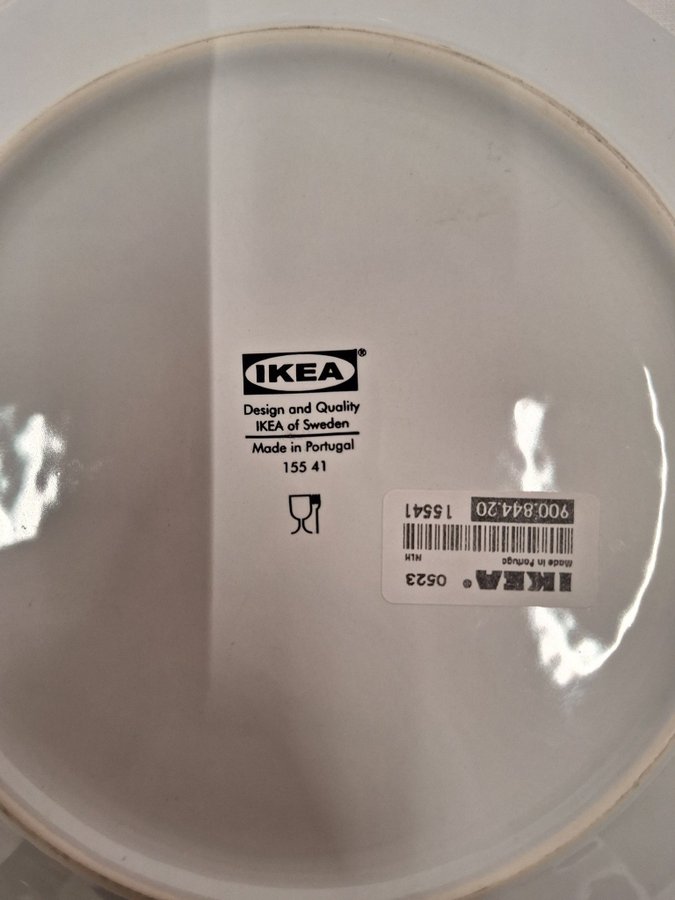 IKEA®
Design and Quality
IKEA of Sweden
Made in Portugal
155 41
IKEA® 0523
Made in Portugal NLH
900.844.20 15541